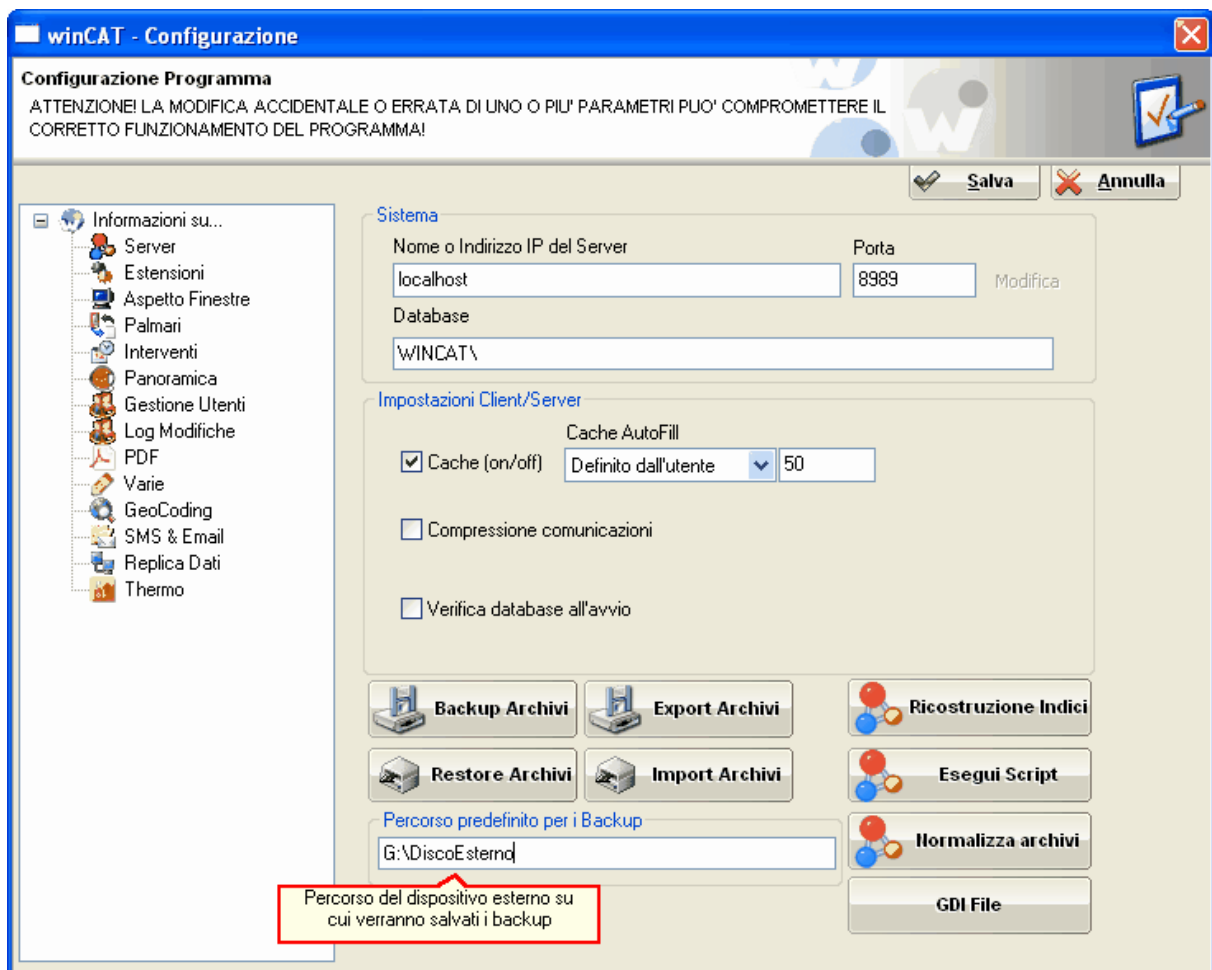 winCAT - Configurazione
Configurazione Programma
ATTENZIONE! LA MODIFICA ACCIDENTALE O ERRATA DI UNO O PIU' PARAMETRI PUO' COMPROMETTERE IL
CORRETTO FUNZIONAMENTO DEL PROGRAMMA!
Salva
Annulla
Informazioni su...
Server
Estensioni
Aspetto Finestre
Palmari
Interventi
Panoramica
Gestione Utenti
Log Modifiche
PDF
Varie
GeoCoding
SMS & Email
Replica Dati
Thermo
Sistema
Nome o Indirizzo IP del Server
Porta
localhost
8989
Modifica
Database
WINCAT\
Impostazioni Client/Server
Cache AutoFill
Cache (on/off)
Definito dall'utente
50
Compressione comunicazioni
Verifica database all'avvio
Backup Archivi
Export Archivi
Ricostruzione Indici
Restore Archivi
Import Archivi
Esegui Script
Percorso predefinito per i Backup
G:\DiscoEsterno
Normalizza archivi
GDI File
Percorso del dispositivo esterno su
cui verranno salvati i backup